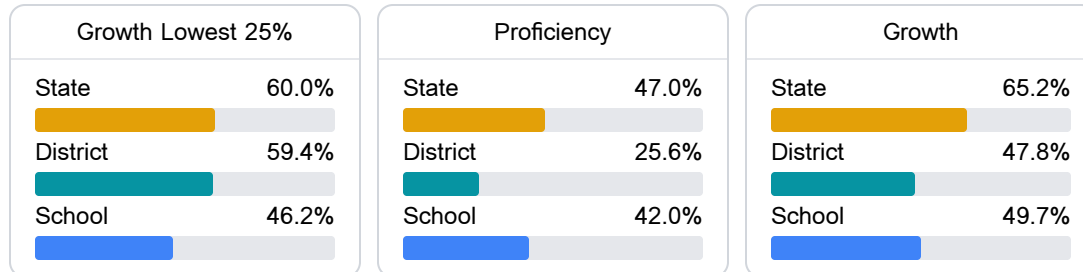 Growth Lowest 25%
State 60.0%
District 59.4%
School 46.2%
Proficiency
State 47.0%
District 25.6%
School 42.0%
Growth
State 65.2%
District 47.8%
School 49.7%